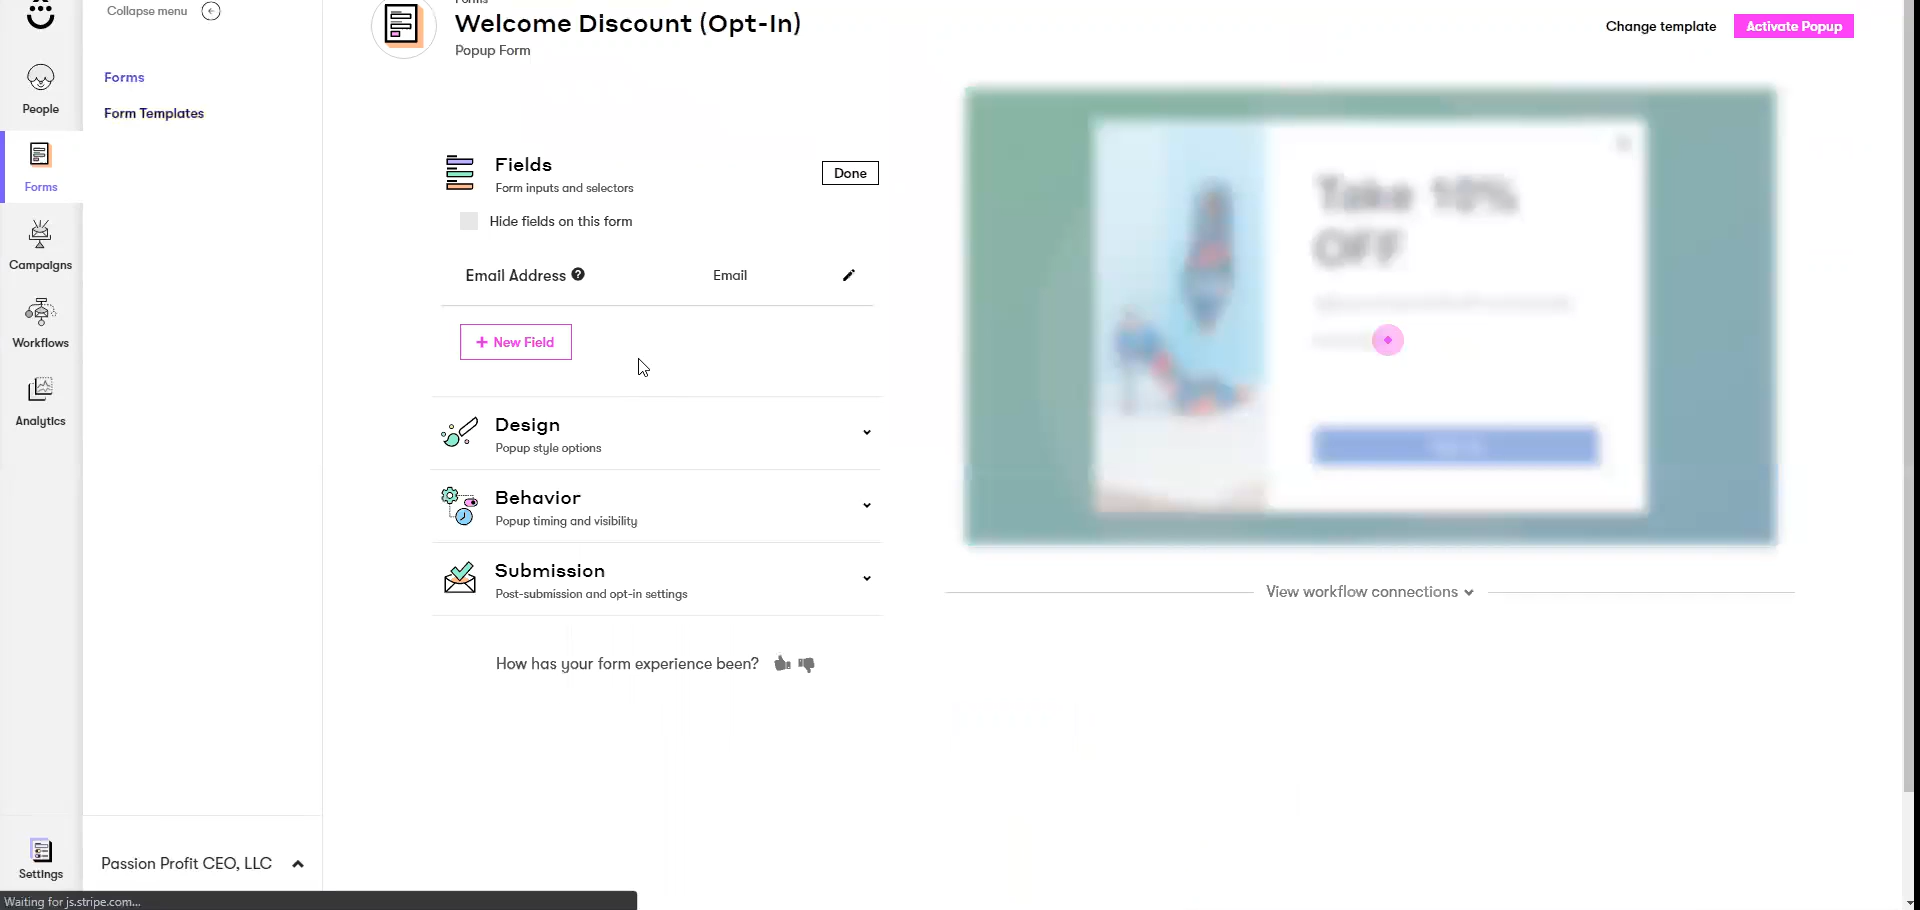 Collapse menu
People
Forms
Campaigns
Workflows
Analytics
Settings
Forms
Form Templates
Passion Profit CEO, LLC
Waiting for js.stripe.com...
Welcome Discount (Opt-In)
Popup Form
Change template
Activate Popup
Fields
Form inputs and selectors
Done
Hide fields on this form
Email Address
Email
+ New Field
Design
Popup style options
Behavior
Popup timing and visibility
Submission
Post-submission and opt-in settings
How has your form experience been?
Take 10%
OFF
View workflow connections